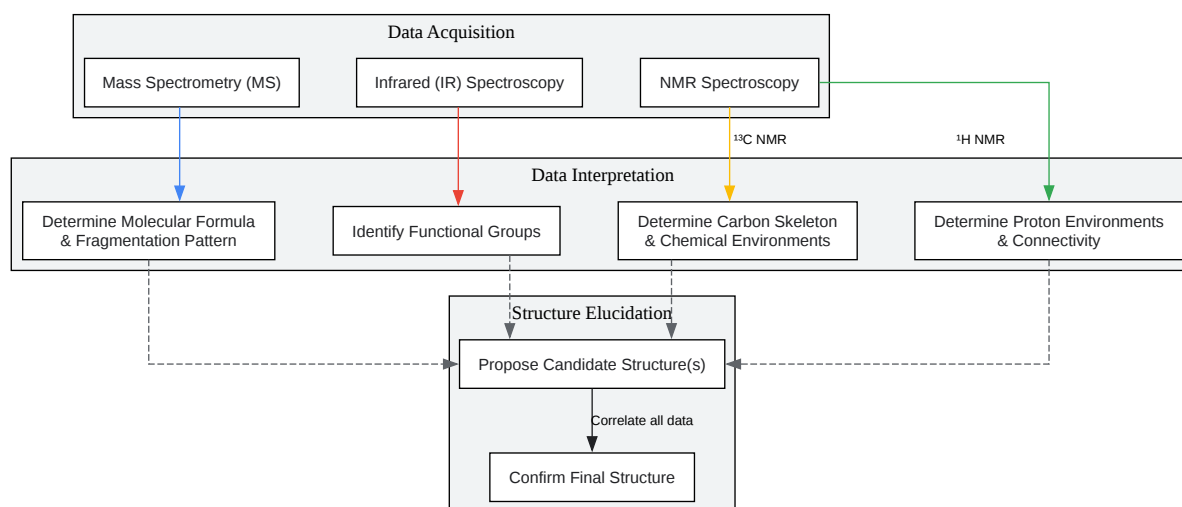 Data Acquisition
Mass Spectrometry (MS)
Infrared (IR) Spectroscopy
NMR Spectroscopy
¹³C NMR
¹H NMR
Data Interpretation
Determine Molecular Formula
& Fragmentation Pattern
Identify Functional Groups
Determine Carbon Skeleton
& Chemical Environments
Determine Proton Environments
& Connectivity
Structure Elucidation
Propose Candidate Structure(s)
Correlate all data
Confirm Final Structure